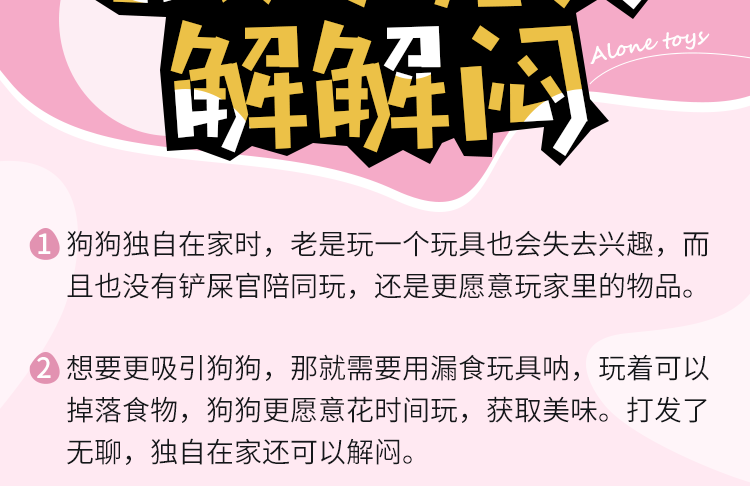 解解闷
Alone toys
1 狗狗独自在家时，老是玩一个玩具也会失去兴趣，而
且也没有铲屎官陪同玩，还是更愿意玩家里的物品。
2 想要更吸引狗狗，那就需要用漏食玩具呐，玩着可以
掉落食物，狗狗更愿意花时间玩，获取美味。打发了
无聊，独自在家还可以解闷。